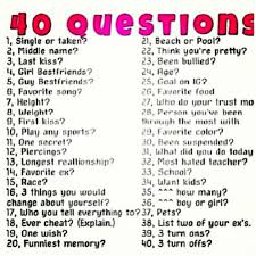 40 QUESTIONS
1, Single or taken?
2, Middle name?
3, Last kiss?
4, Girl Bestfriends?
5, Guy Bestfriends?
6, Favorite song?
7, Height?
8, Weight?
9, First kiss?
10, Play any sports?
11, One secret?
12, Piercings?
13, Longest realtionship?
14, Favorite ex?
15, Race?
16, 3 things you would
change about yourself?
17, Who do you tell everything to?
18, Ever cheat? (Explain.)
19, One wish?
20, Funniest memory?
21, Beach or Pool?
22, Think you're pretty?
23, Been bullied?
24, Age?
25, Goal on IG?
26, Favorite food
27, Who do your trust mo
28, Person you've been
through the most with
29, Favorite color?
30, Been suspended?
31, What did you do today
32, Most hated teacher?
33, School?
34, Want kids?
35, ^^^ how many?
36, ^^^ boy or girl?
37, Pets?
38, List two of your ex's.
39, 3 turn ons?
40, 3 turn offs?